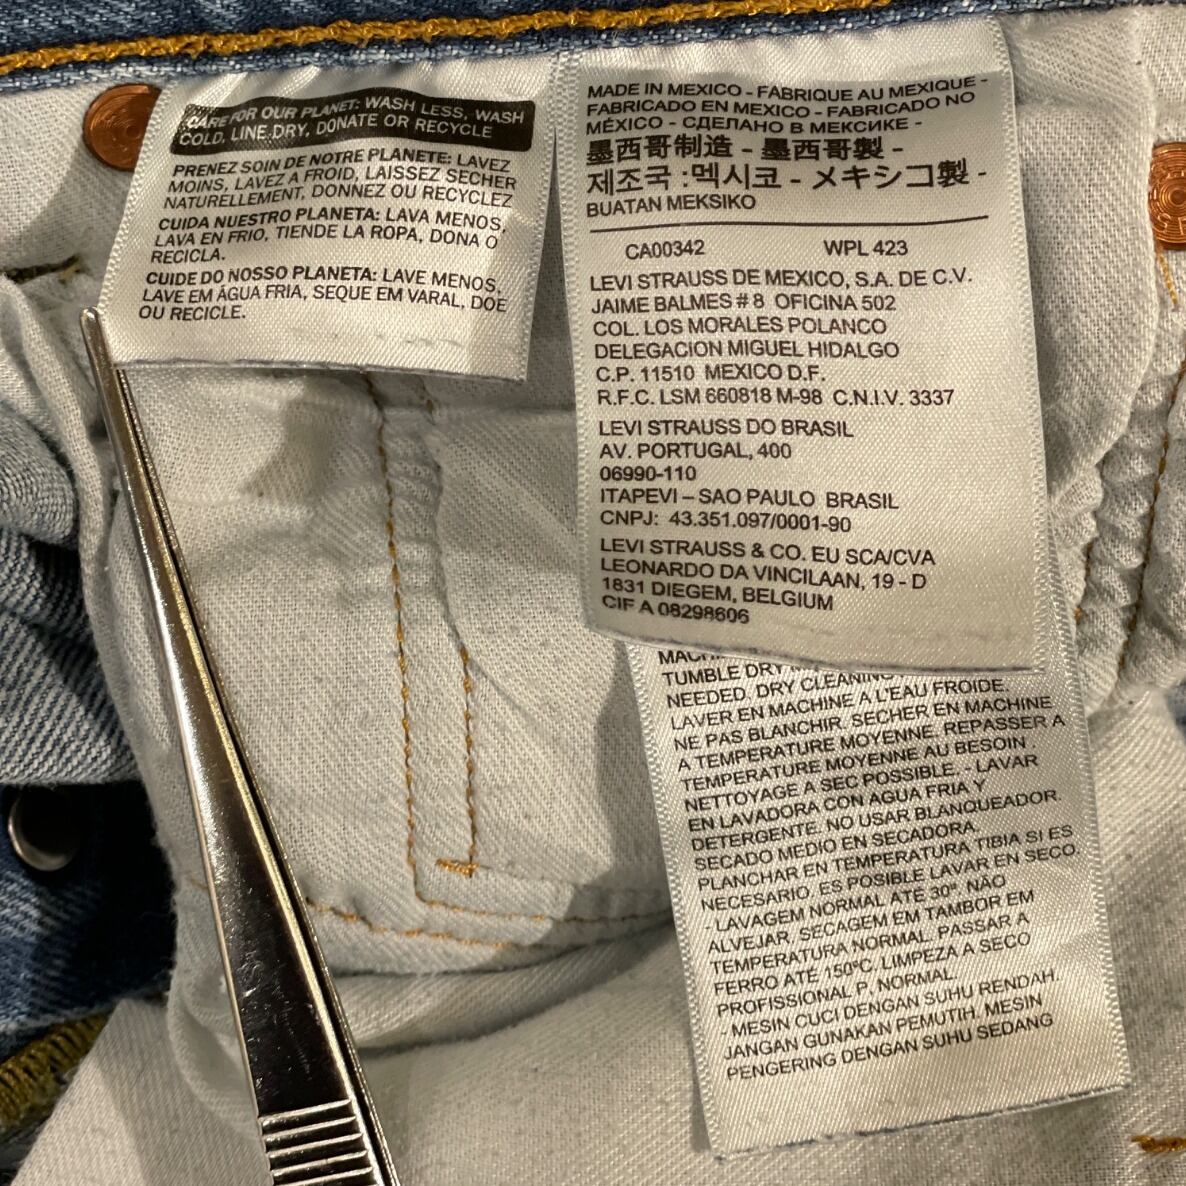 CARE FOR OUR PLANET: WASH LESS, WASH
COLD, LINE DRY, DONATE OR RECYCLE
PRENEZ SOIN DE NOTRE PLANETE: LAVEZ
MOINS, LAVEZ A FROID, LAISSEZ SECHER
NATURELLEMENT, DONNEZ OU RECYCLEZ
CUIDA NUESTRO PLANETA: LAVA MENOS,
LAVA EN FRIO, TIENDE LA ROPA, DONA O
RECICLA.
CUIDE DO NOSSO PLANETA: LAVE MENOS,
LAVE EM ÁGUA FRIA, SEQUE EM VARAL, DOE
OU RECICLE.
MADE IN MEXICO - FABRIQUE AU MEXIQUE -
FABRICADO EN MEXICO - FABRICADO NO
MÉXICO - СДЕЛАНО В МЕКСИКЕ -
墨西哥制造 - 墨西哥製 -
제조국 :멕시코 - メキシコ製 -
BUATAN MEKSIKO
CA00342 WPL 423
LEVI STRAUSS DE MEXICO, S.A. DE C.V.
JAIME BALMES # 8 OFICINA 502
COL. LOS MORALES POLANCO
DELEGACION MIGUEL HIDALGO
C.P. 11510 MEXICO D.F.
R.F.C. LSM 660818 M-98 C.N.I.V. 3337
LEVI STRAUSS DO BRASIL
AV. PORTUGAL, 400
06990-110
ITAPEVI – SAO PAULO BRASIL
CNPJ: 43.351.097/0001-90
LEVI STRAUSS & CO. EU SCA/CVA
LEONARDO DA VINCILAAN, 19 - D
1831 DIEGEM, BELGIUM
CIF A 08298606
TUMBLE DRY
NEEDED. DRY CLEANING
LAVER EN MACHINE A L'EAU FROIDE.
NE PAS BLANCHIR. SECHER EN MACHINE
A TEMPERATURE MOYENNE. REPASSER A
TEMPERATURE MOYENNE AU BESOIN .
NETTOYAGE A SEC POSSIBLE. - LAVAR
EN LAVADORA CON AGUA FRIA Y
DETERGENTE. NO USAR BLANQUEADOR.
SECADO MEDIO EN SECADORA.
PLANCHAR EN TEMPERATURA TIBIA SI ES
NECESARIO. ES POSIBLE LAVAR EN SECO.
- LAVAGEM NORMAL ATE 30º. NÃO
ALVEJAR, SECAGEM EM TAMBOR EM
TEMPERATURA NORMAL. PASSAR A
FERRO ATE 150ºC. LIMPEZA A SECO
PROFISSIONAL P, NORMAL.
- MESIN CUCI DENGAN SUHU RENDAH.
JANGAN GUNAKAN PEMUTIH. MESIN
PENGERING DENGAN SUHU SEDANG